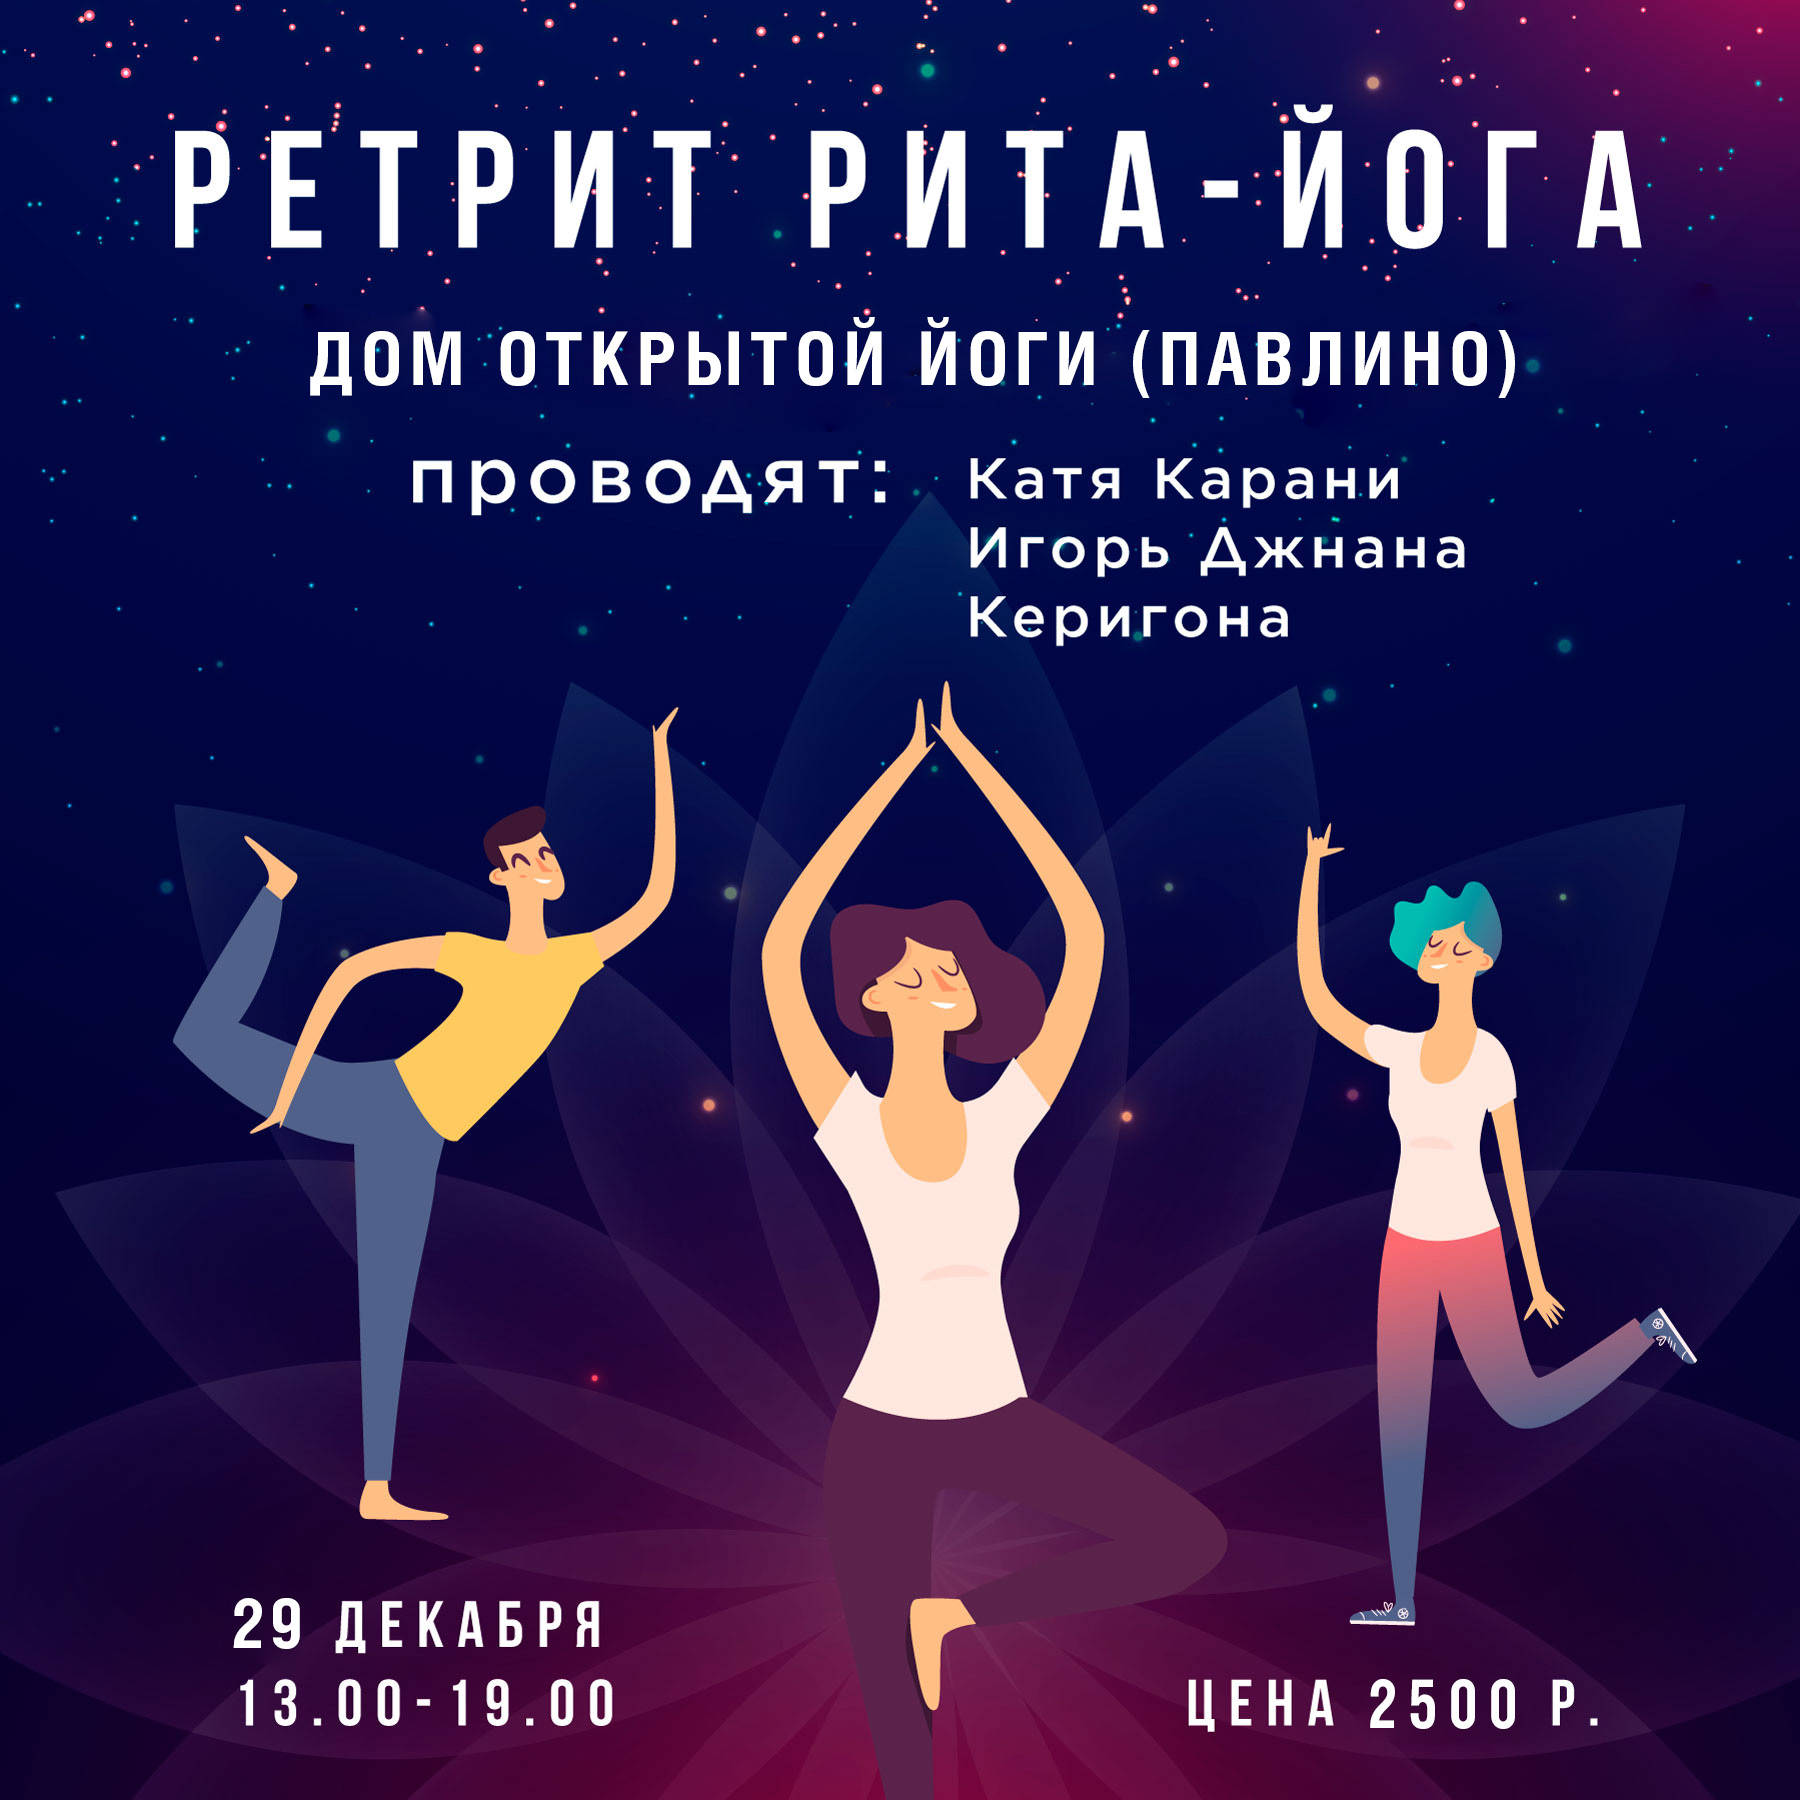 РЕТРИТ РИТА-ЙОГА
ДОМ ОТКРЫТОЙ ЙОГИ (ПАВЛИНО)
проводят: Катя Карани
Игорь Джнана
Керигона
29 ДЕКАБРЯ
13.00-19.00
ЦЕНА 2500 Р.